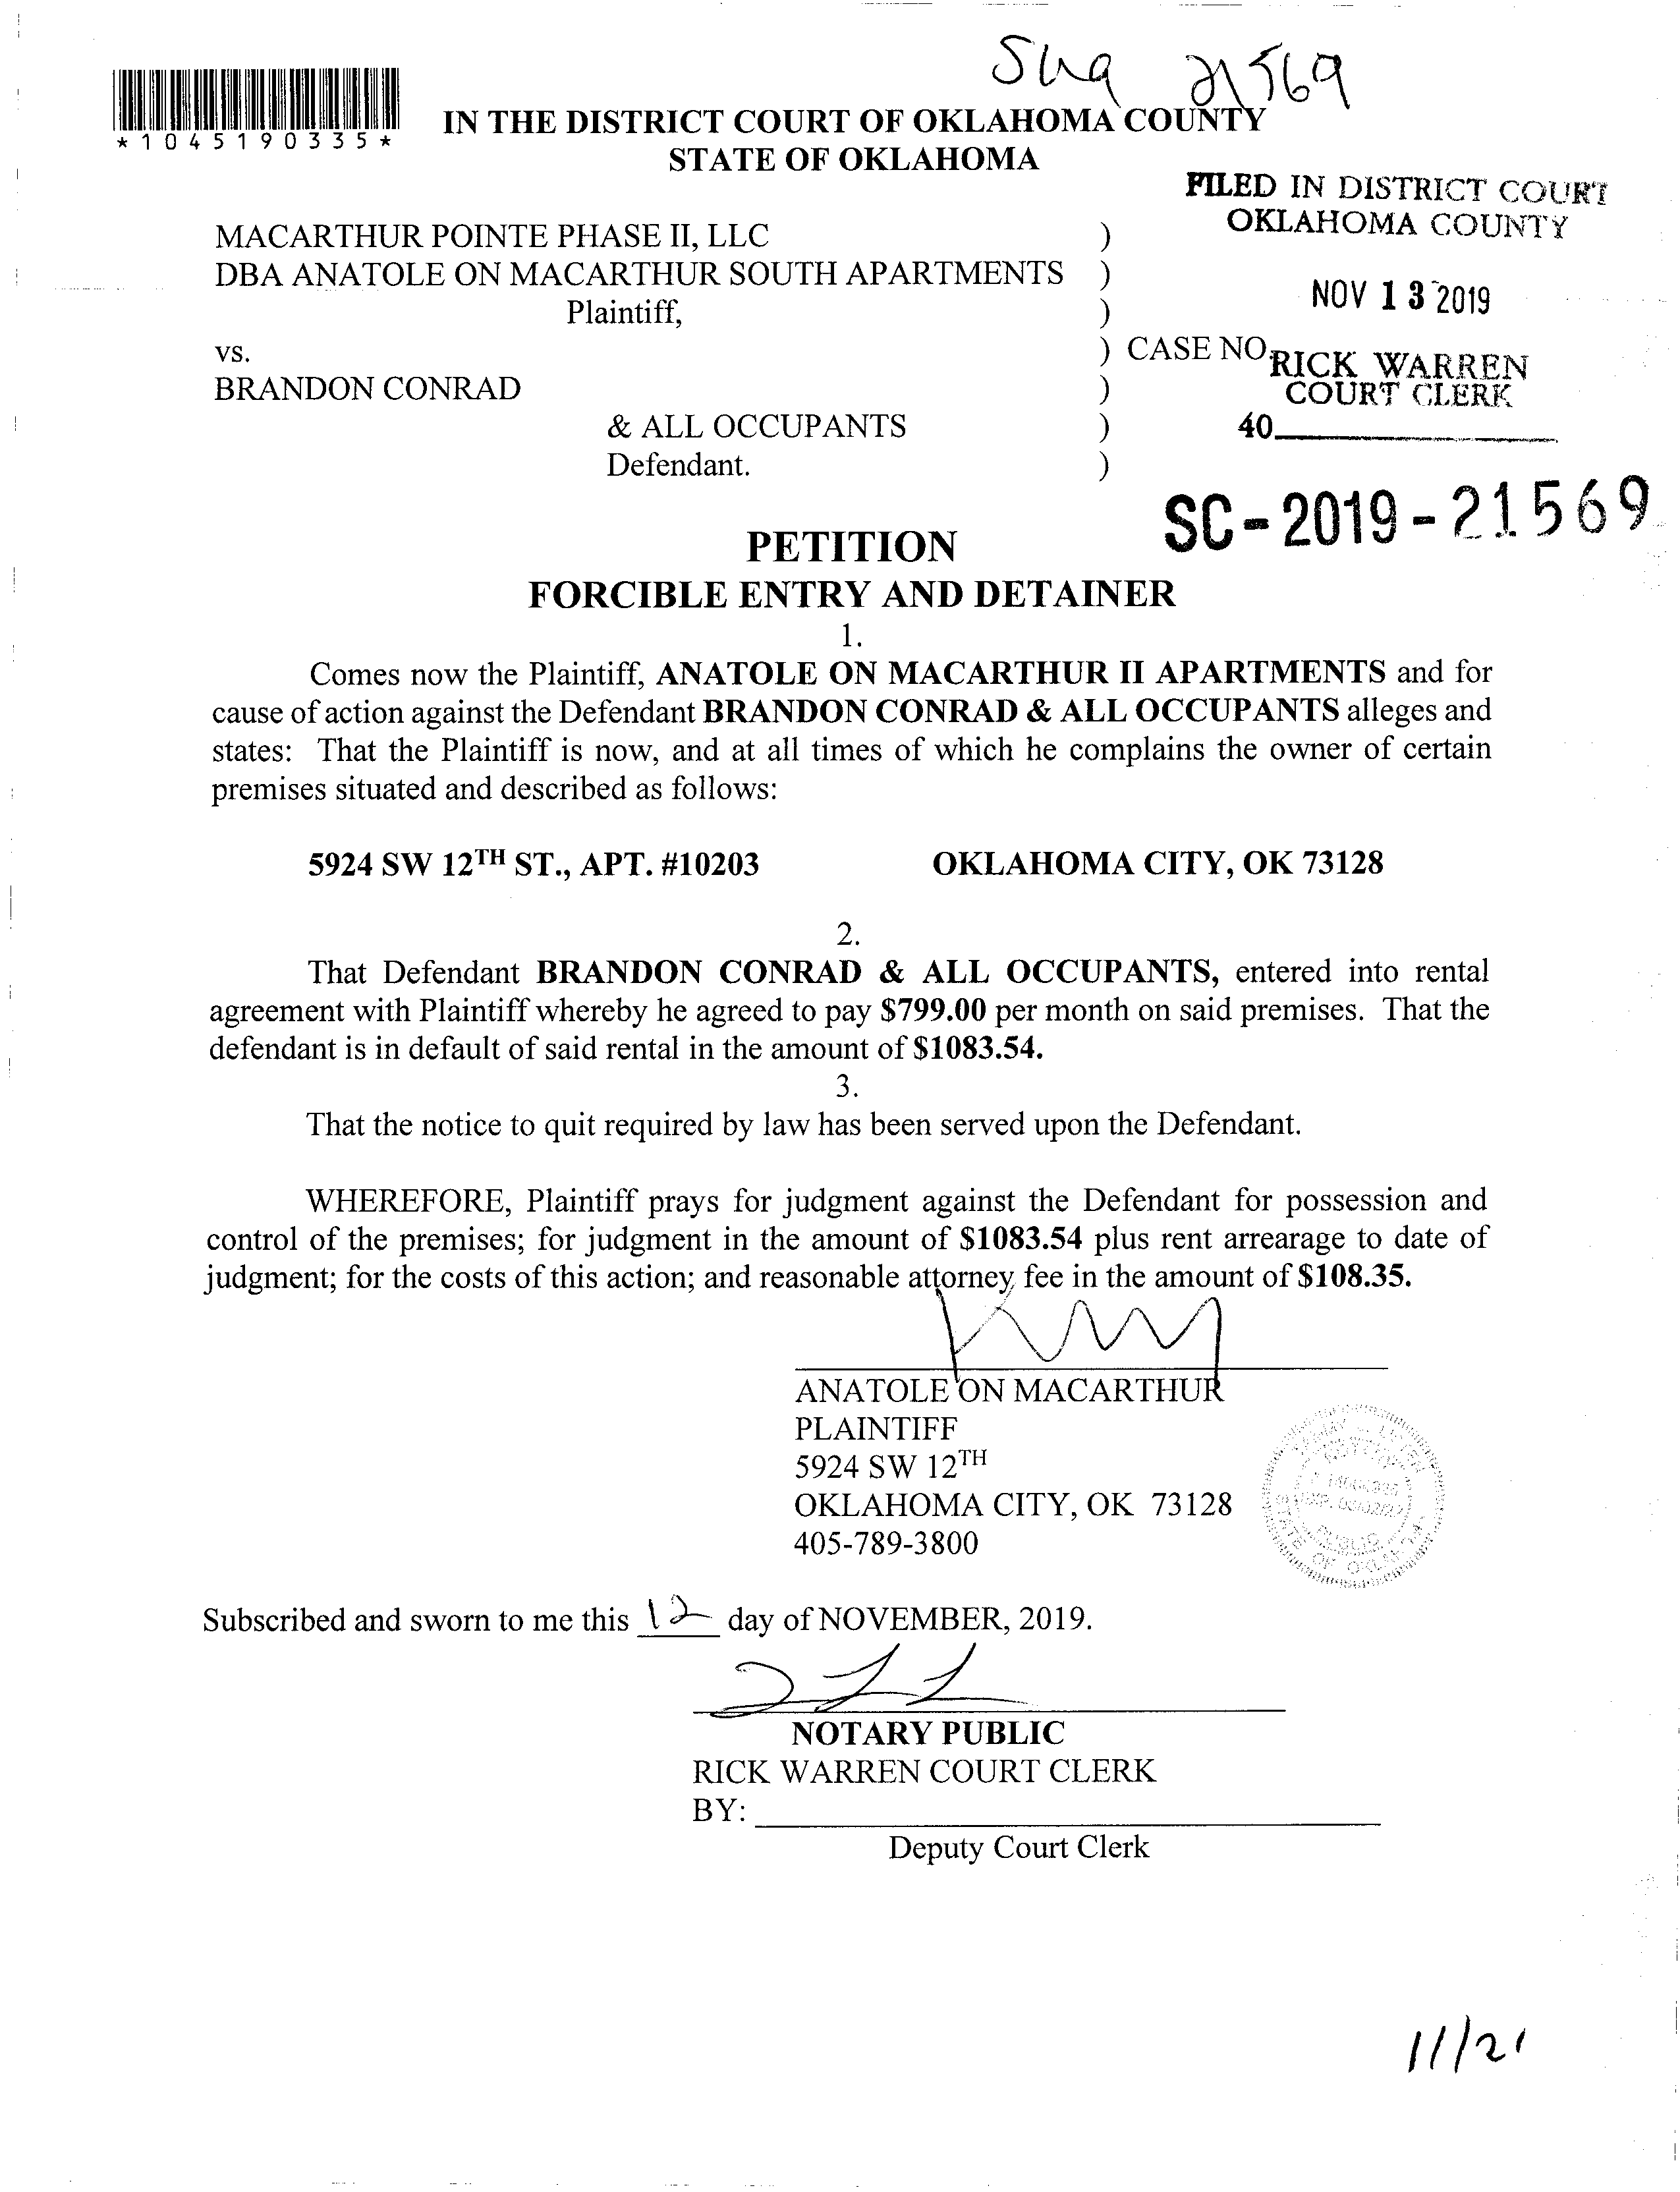 21569
*1045190335*
IN THE DISTRICT COURT OF OKLAHOMA COUNTY
STATE OF OKLAHOMA
FILED IN DISTRICT COURT
OKLAHOMA COUNTY
MACARTHUR POINTE PHASE II, LLC )
DBA ANATOLE ON MACARTHUR SOUTH APARTMENTS )
NOV 13 2019
Plaintiff, )
vs. ) CASE NO.
RICK WARREN
COURT CLERK
BRANDON CONRAD )
& ALL OCCUPANTS )
40
Defendant. )
SC-2019-21569
PETITION
FORCIBLE ENTRY AND DETAINER
1.
Comes now the Plaintiff, ANATOLE ON MACARTHUR II APARTMENTS and for
cause of action against the Defendant BRANDON CONRAD & ALL OCCUPANTS alleges and
states: That the Plaintiff is now, and at all times of which he complains the owner of certain
premises situated and described as follows:
5924 SW 12TH ST., APT. #10203 OKLAHOMA CITY, OK 73128
2.
That Defendant BRANDON CONRAD & ALL OCCUPANTS, entered into rental
agreement with Plaintiff whereby he agreed to pay $799.00 per month on said premises. That the
defendant is in default of said rental in the amount of $1083.54.
3.
That the notice to quit required by law has been served upon the Defendant.
WHEREFORE, Plaintiff prays for judgment against the Defendant for possession and
control of the premises; for judgment in the amount of $1083.54 plus rent arrearage to date of
judgment; for the costs of this action; and reasonable attorney fee in the amount of $108.35.
ANATOLE ON MACARTHUR
PLAINTIFF
5924 SW 12TH
OKLAHOMA CITY, OK 73128
405-789-3800
PUBLIC
STATE OF OKLAHOMA
Subscribed and sworn to me this 12 day of NOVEMBER, 2019.
NOTARY PUBLIC
RICK WARREN COURT CLERK
BY:
Deputy Court Clerk
11/21